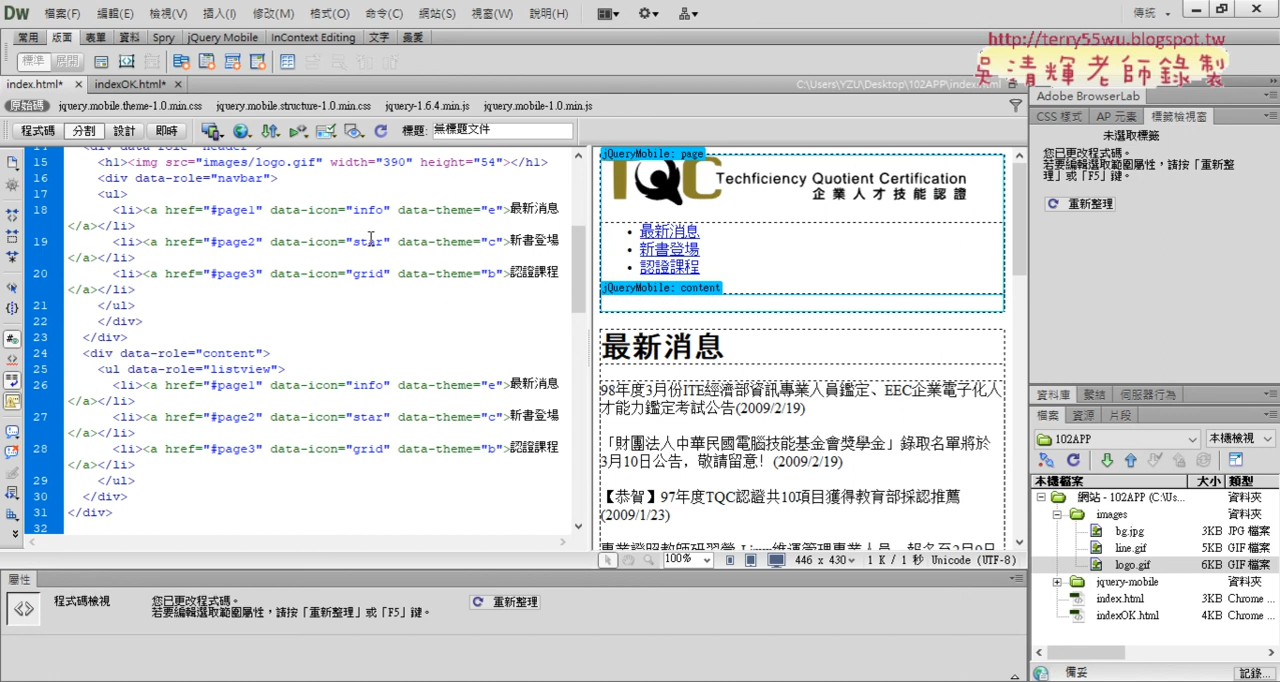 Dw 檔案(F) 編輯(E) 檢視(V) 插入(I) 修改(M) 格式(O) 命令(C) 網站(S) 視窗(W) 說明(H) 傳統
常用 版面 表單 資料 Spry jQuery Mobile InContext Editing 文字 最愛
標準 展開
http://terry55wu.blogspot.tw
吳清輝老師錄製
index.html* indexOK.html* C:\Users\YZU\Desktop\102APP\index.html
原始碼 jquery.mobile.theme-1.0.min.css jquery.mobile.structure-1.0.min.css jquery-1.6.4.min.js jquery.mobile-1.0.min.js
程式碼 分割 設計 即時 標題: 無標題文件
14 <div data-role="header">
15 <h1><img src="images/logo.gif" width="390" height="54"></h1>
16 <div data-role="navbar">
17 <ul>
18 <li><a href="#page1" data-icon="info" data-theme="e">最新消息
</a></li>
19 <li><a href="#page2" data-icon="star" data-theme="c">新書登場
</a></li>
20 <li><a href="#page3" data-icon="grid" data-theme="b">認證課程
</a></li>
21 </ul>
22 </div>
23 </div>
24 <div data-role="content">
25 <ul data-role="listview">
26 <li><a href="#page1" data-icon="info" data-theme="e">最新消息
</a></li>
27 <li><a href="#page2" data-icon="star" data-theme="c">新書登場
</a></li>
28 <li><a href="#page3" data-icon="grid" data-theme="b">認證課程
</a></li>
29 </ul>
30 </div>
31 </div>
32
jQueryMobile: page
TQC Techficiency Quotient Certification
企業人才技能認證
最新消息
新書登場
認證課程
jQueryMobile: content
最新消息
98年度3月份ITE經濟部資訊專業人員鑑定、EEC企業電子化人
才能力鑑定考試公告(2009/2/19)
「財團法人中華民國電腦技能基金會獎學金」錄取名單將於
3月10日公告，敬請留意! (2009/2/19)
【恭賀】97年度TQC認證共10項目獲得教育部採認推薦
(2009/1/23)
100% 446 x 430 1 K / 1 秒 Unicode (UTF-8)
Adobe BrowserLab
CSS 樣式 AP 元素 標籤檢視窗
未選取標籤
您已更改程式碼。
若要編輯選取範圍屬性，請按「重新整
理」或「F5」鍵。
重新整理
資料庫 繫結 伺服器行為
檔案 資源 片段
102APP 本機檢視
本機檔案 大小 類型
網站 - 102APP (C:\Us... 資料夾
images 資料夾
bg.jpg 3KB JPG 檔案
line.gif 5KB GIF 檔案
logo.gif 6KB GIF 檔案
jquery-mobile 資料夾
index.html 3KB Chrome ...
indexOK.html 4KB Chrome ...
備妥 記錄...
屬性
程式碼檢視
您已更改程式碼。
若要編輯選取範圍屬性，請按「重新整理」或「F5」鍵。
重新整理